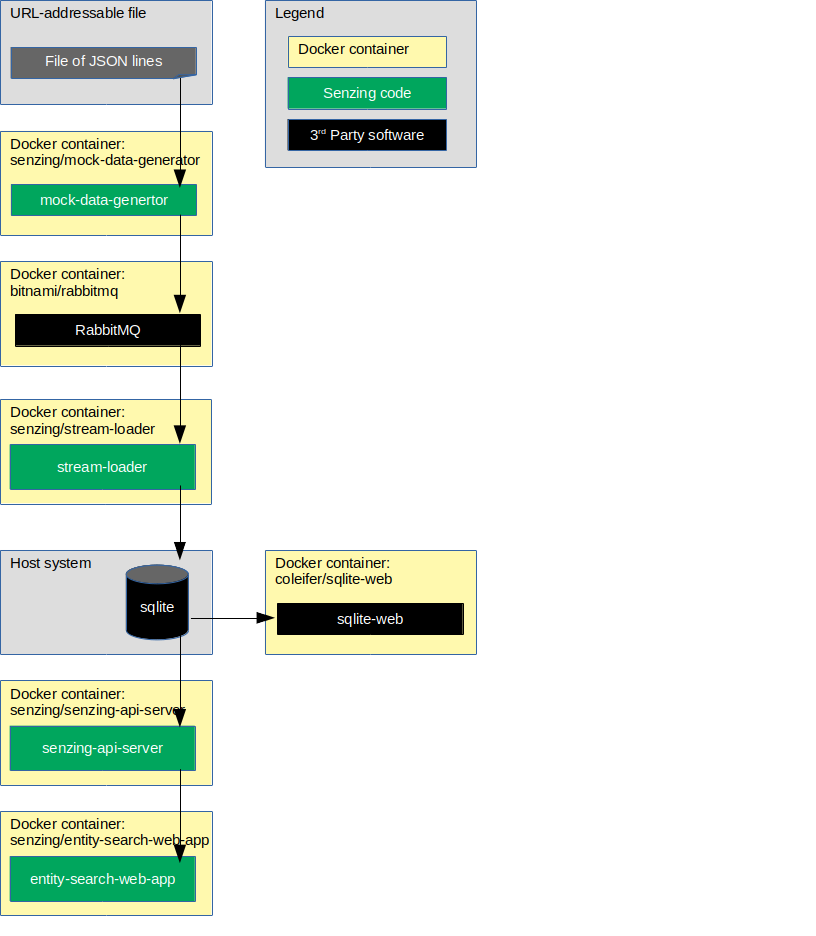 URL-addressable file
File of JSON lines
Legend
Docker container
Senzing code
3rd Party software
Docker container:
senzing/mock-data-generator
mock-data-genertor
Docker container:
bitnami/rabbitmq
RabbitMQ
Docker container:
senzing/stream-loader
stream-loader
Host system
sqlite
Docker container:
coleifer/sqlite-web
sqlite-web
Docker container:
senzing/senzing-api-server
senzing-api-server
Docker container:
senzing/entity-search-web-app
entity-search-web-app